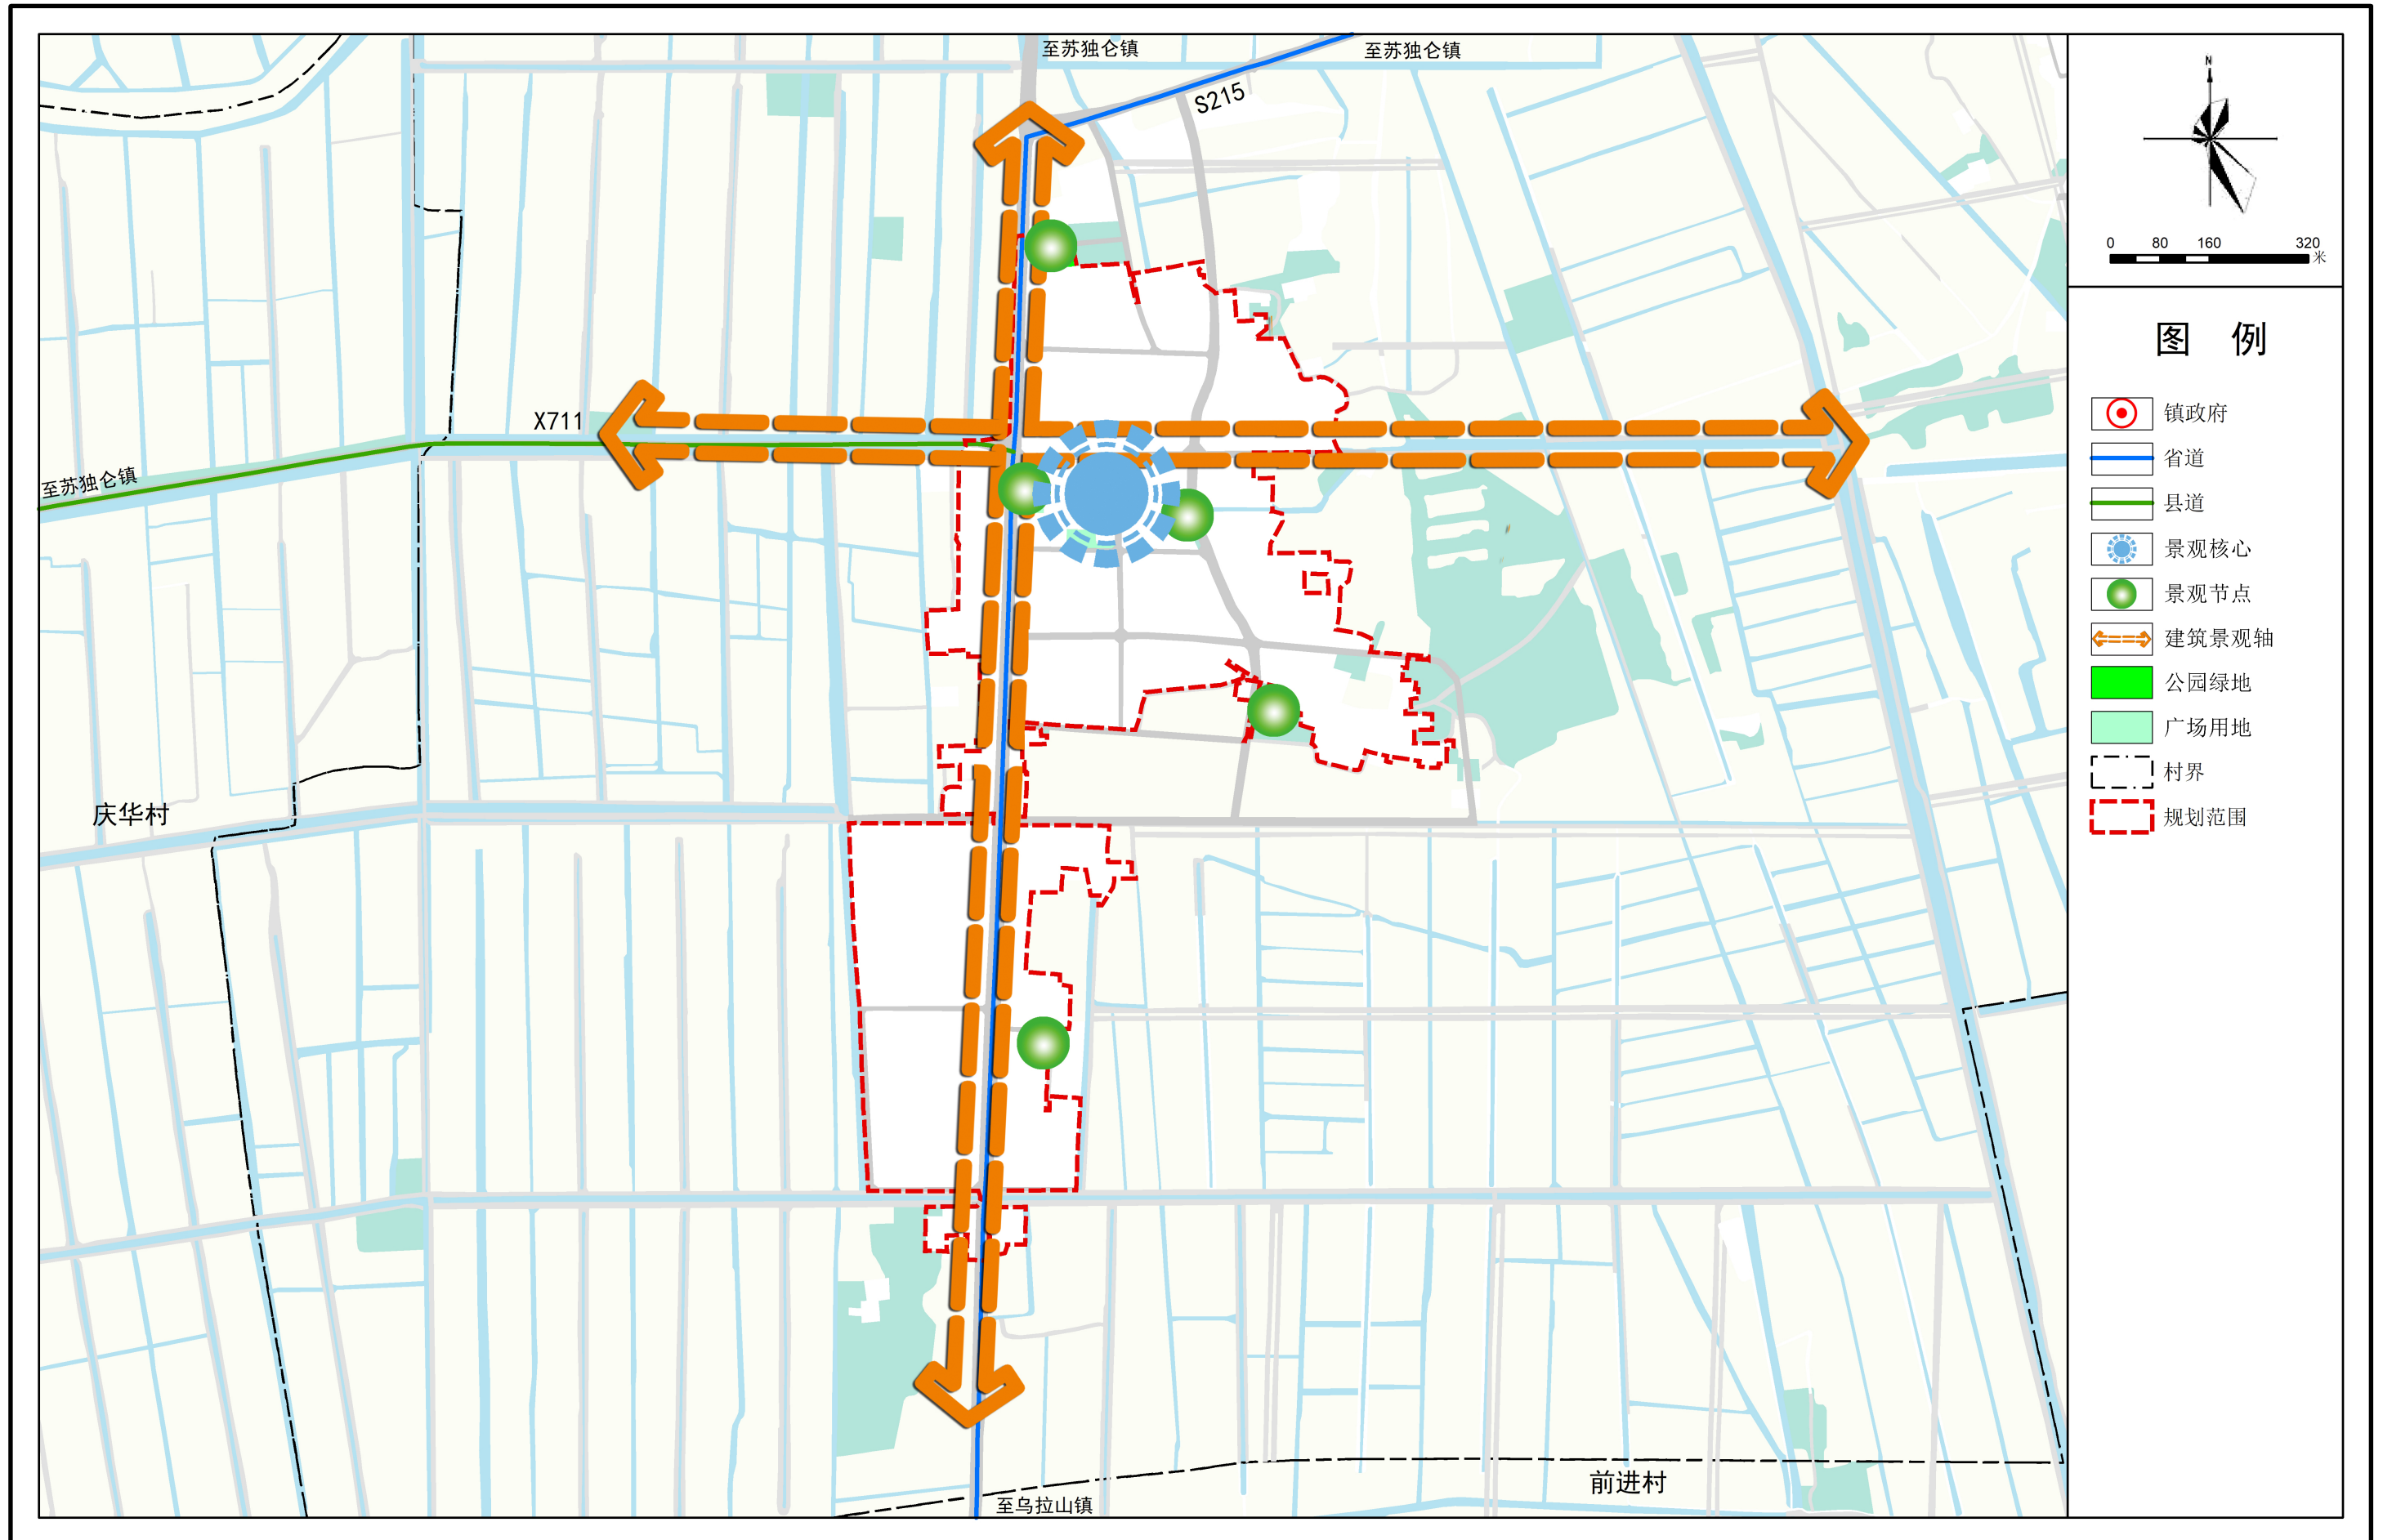 至苏独仑镇
至苏独仑镇
S215
X711
至苏独仑镇
庆华村
前进村
至乌拉山镇
N
0 80 160 320
米
图 例
镇政府
省道
县道
景观核心
景观节点
建筑景观轴
公园绿地
广场用地
村界
规划范围